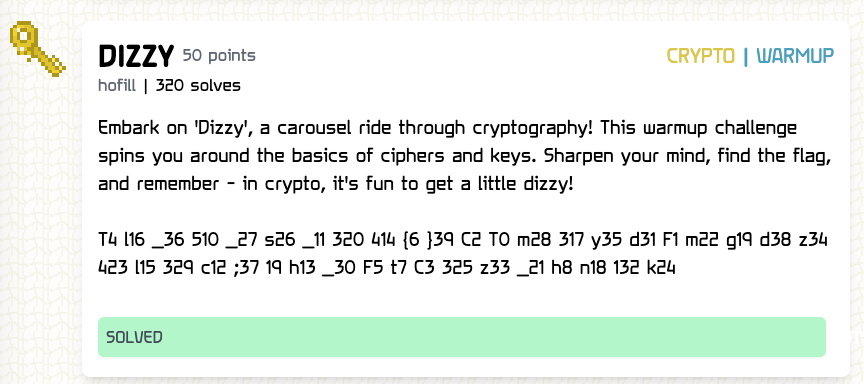 DIZZY 50 points
CRYPTO | WARMUP
hofill | 320 solves
Embark on 'Dizzy', a carousel ride through cryptography! This warmup challenge
spins you around the basics of ciphers and keys. Sharpen your mind, find the flag,
and remember - in crypto, it's fun to get a little dizzy!
T4 l16 _36 510 _27 s26 _11 320 414 {6 }39 C2 T0 m28 317 y35 d31 F1 m22 g19 d38 z34
423 l15 329 c12 ;37 19 h13 _30 F5 t7 C3 325 z33 _21 h8 n18 132 k24
SOLVED